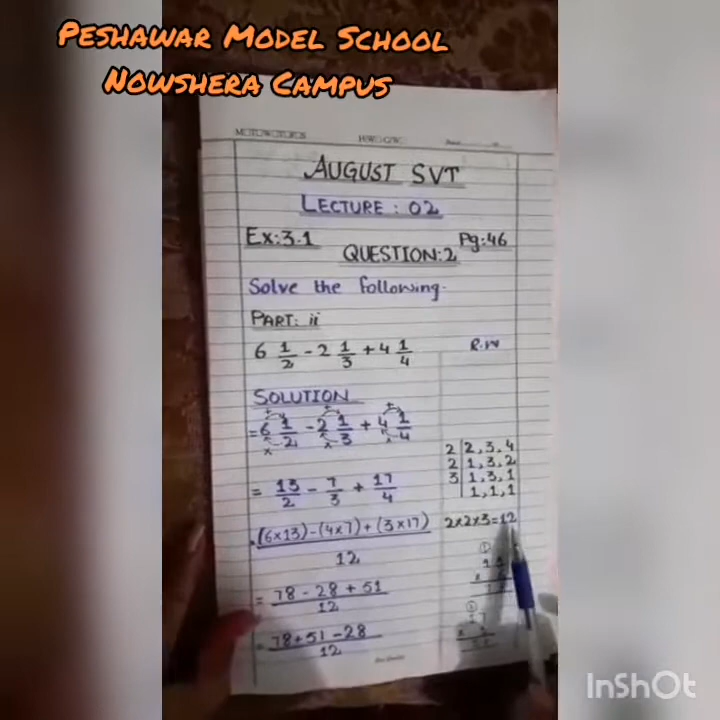 PESHAWAR MODEL SCHOOL
NOWSHERA CAMPUS
AUGUST SVT
LECTURE : 02
Ex:3.1
Pg:46
QUESTION:2
Solve the following.
PART: ii
6 1/2 - 2 1/3 + 4 1/4
R.W
SOLUTION
= 6 1/2 - 2 1/3 + 4 1/4
= 13/2 - 7/3 + 17/4
(6×13)-(4×7)+(3×17)
12
= 78 - 28 + 51
12
= 78+51-28
12
2 | 2, 3, 4
2 | 1, 3, 2
3 | 1, 3, 1
1, 1, 1
2×2×3=12
InShOt